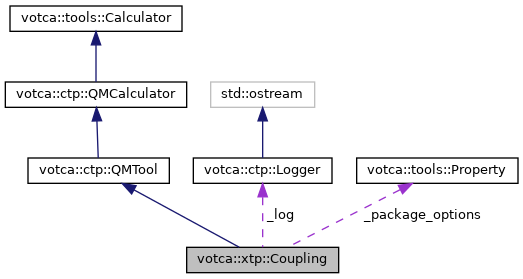 votca::tools::Calculator
votca::ctp::QMCalculator
std::ostream
votca::ctp::QMTool
votca::ctp::Logger
votca::tools::Property
_log
_package_options
votca::xtp::Coupling